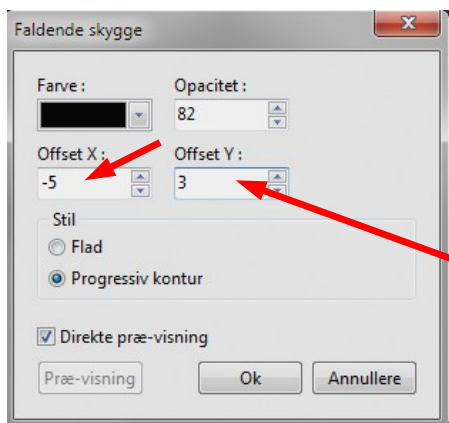 Faldende skygge
Farve :
Opacitet :
82
Offset X :
Offset Y :
-5
3
Stil
Flad
Progressiv kontur
Direkte præ-visning
Præ-visning
Ok
Annullere